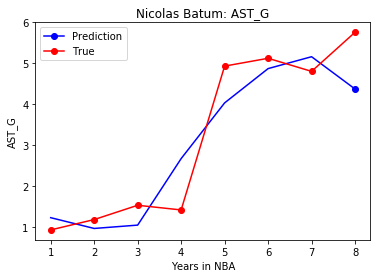 Nicolas Batum: AST_G
Prediction
True
6
5
4
3
2
1
AST_G
1 2 3 4 5 6 7 8
Years in NBA